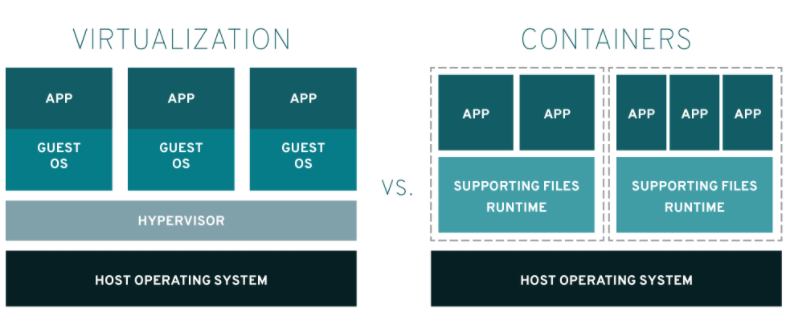 VIRTUALIZATION
CONTAINERS
APP
APP
APP
GUEST
OS
GUEST
OS
GUEST
OS
HYPERVISOR
HOST OPERATING SYSTEM
VS.
APP
APP
APP
APP
APP
SUPPORTING FILES
RUNTIME
SUPPORTING FILES
RUNTIME
HOST OPERATING SYSTEM